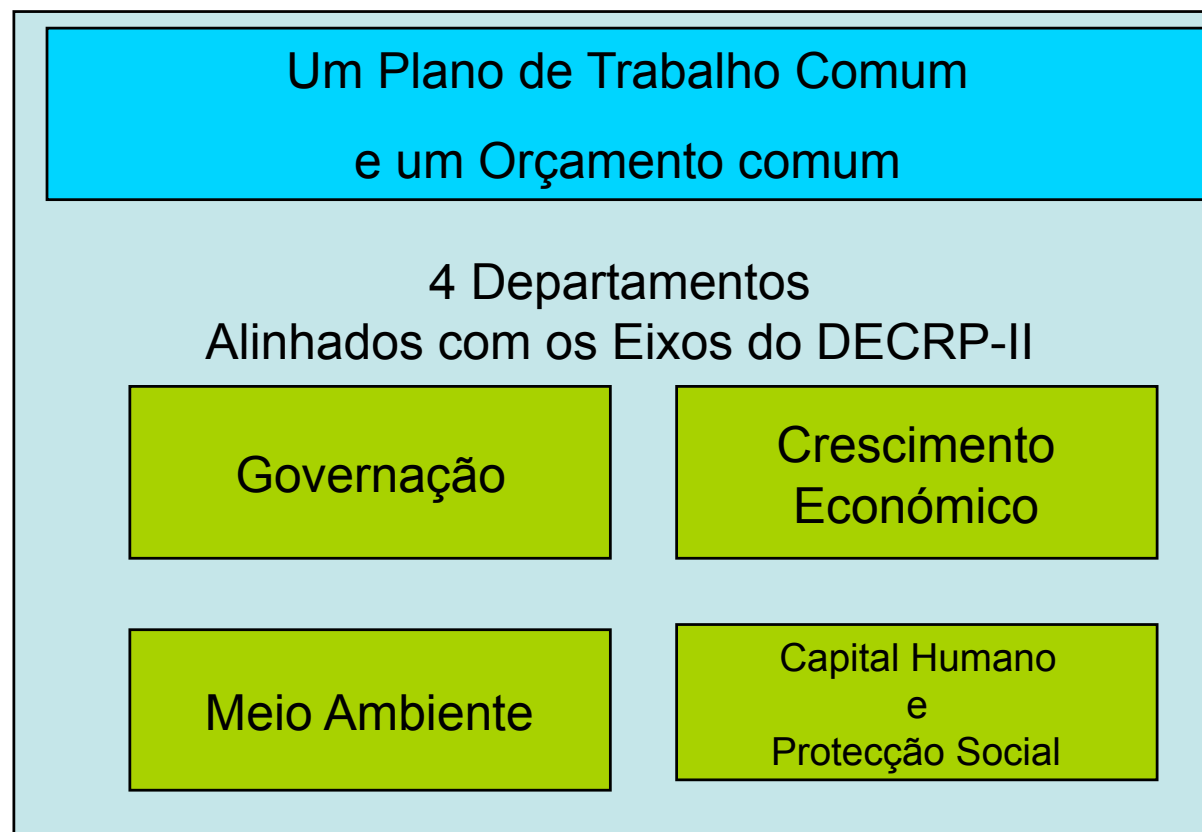 Um Plano de Trabalho Comum
e um Orçamento comum
4 Departamentos
Alinhados com os Eixos do DECRP-II
Governação
Crescimento
Económico
Meio Ambiente
Capital Humano
e
Protecção Social